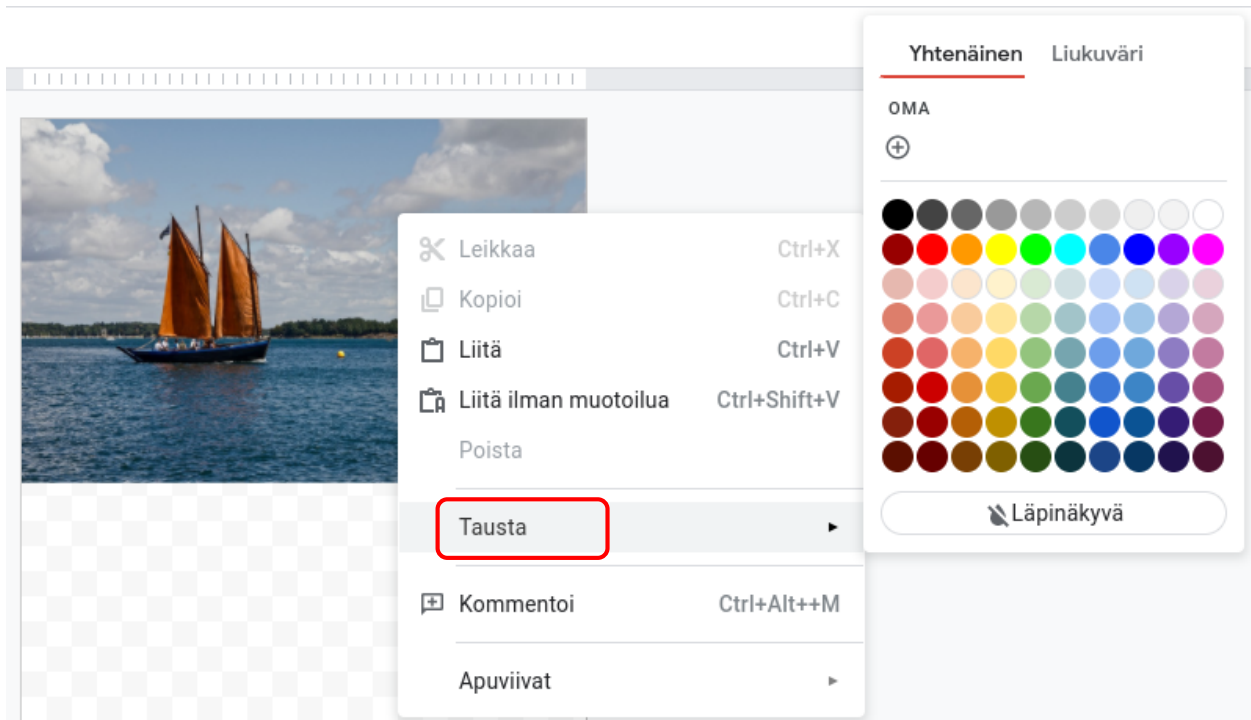 Yhtenäinen Liukuväri
OMA
Leikkaa Ctrl+X
Kopioi Ctrl+C
Liitä Ctrl+V
Liitä ilman muotoilua Ctrl+Shift+V
Poista
Tausta
Läpinäkyvä
Kommentoi Ctrl+Alt++M
Apuviivat